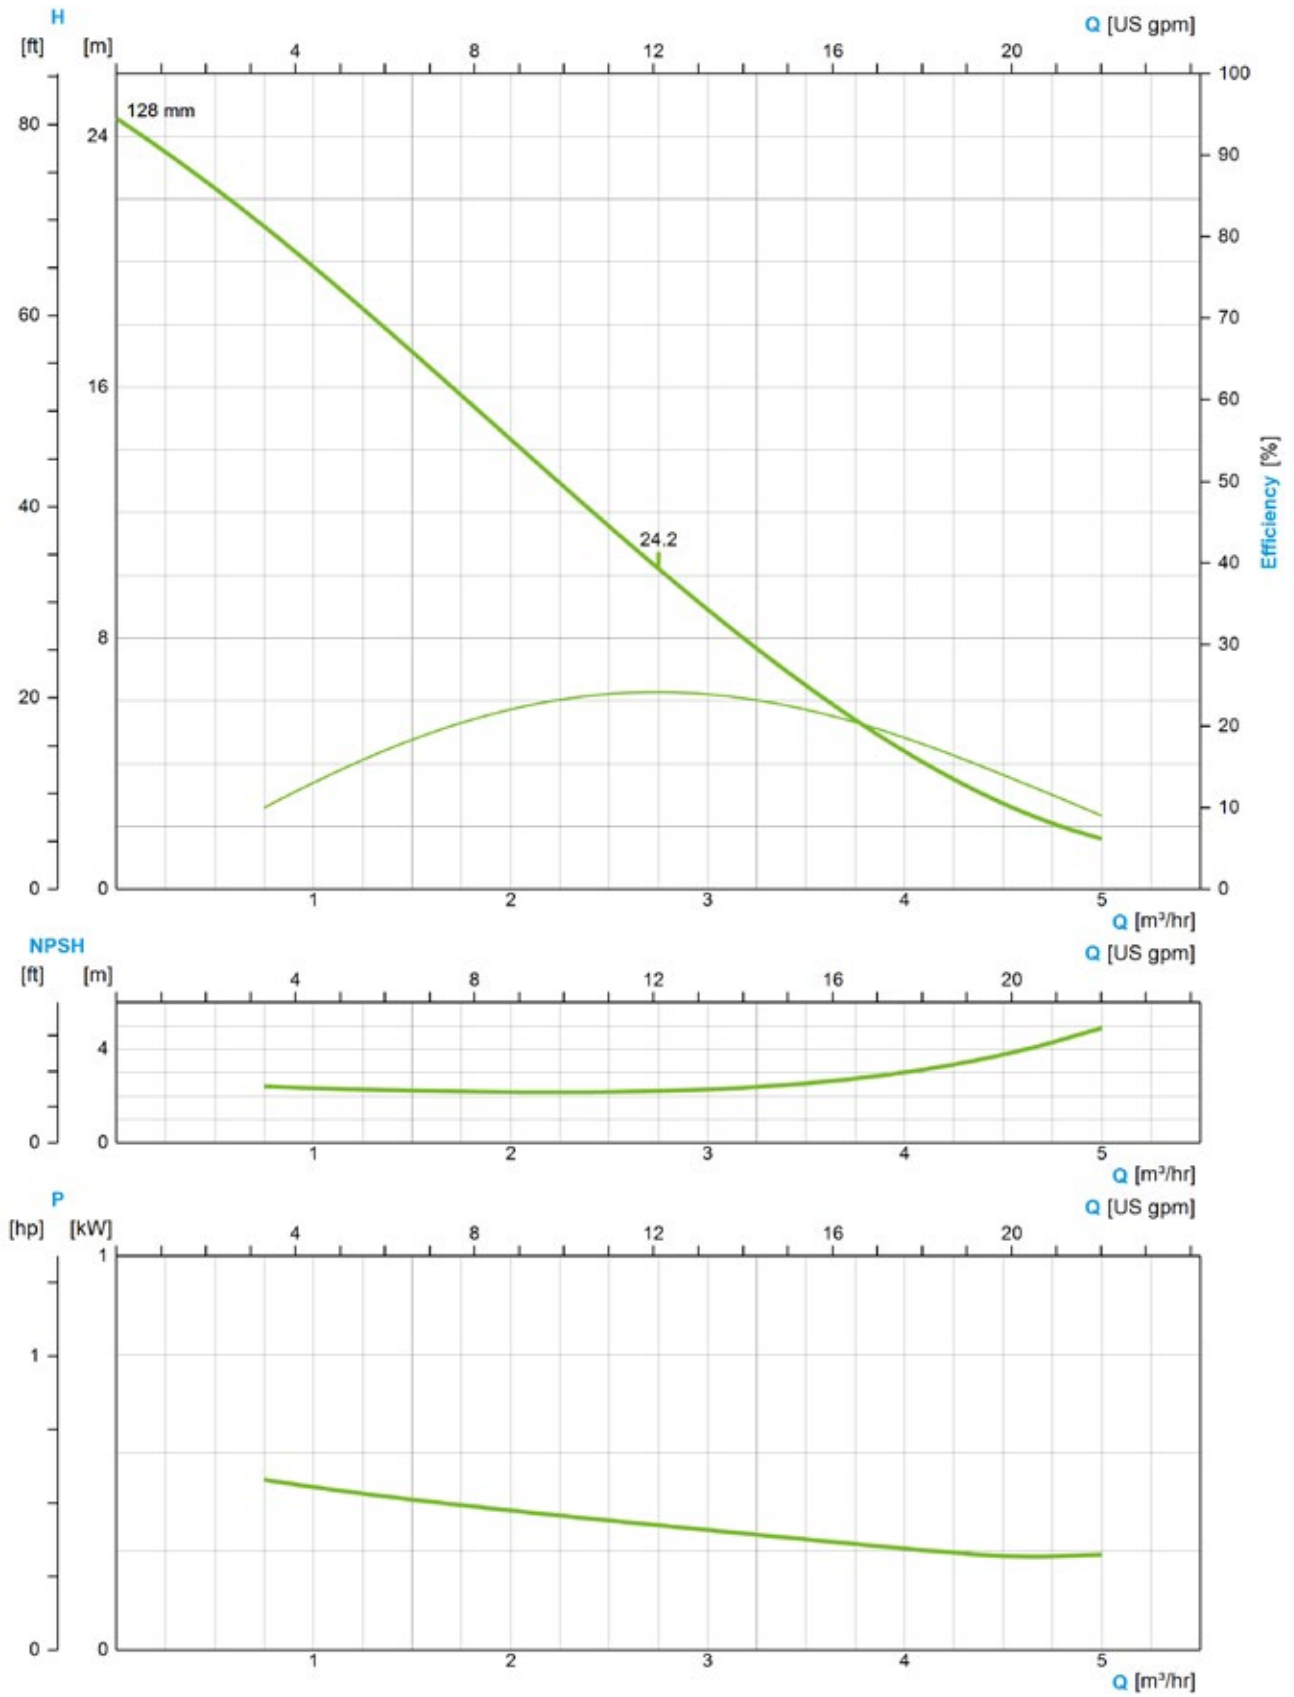 H
Q [US gpm]
[ft] [m] 4 8 12 16 20
100
128 mm
80
24
90
80
60
70
16
60
50
40
24.2
40
Efficiency [%]
8
30
20
20
10
0 0 0
1 2 3 4 5
Q [m³/hr]
NPSH
Q [US gpm]
[ft] [m] 4 8 12 16 20
4
0 0
1 2 3 4 5
Q [m³/hr]
P
Q [US gpm]
[hp] [kW] 4 8 12 16 20
1
1
0 0
1 2 3 4 5
Q [m³/hr]